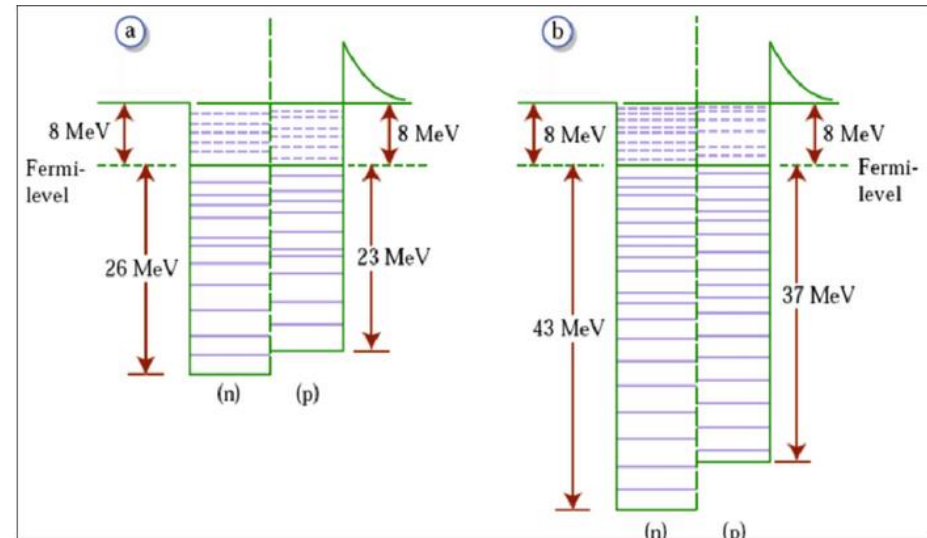 a
8 MeV
8 MeV
Fermi-
level
26 MeV
23 MeV
(n)
(p)
b
8 MeV
8 MeV
Fermi-
level
43 MeV
37 MeV
(n)
(p)